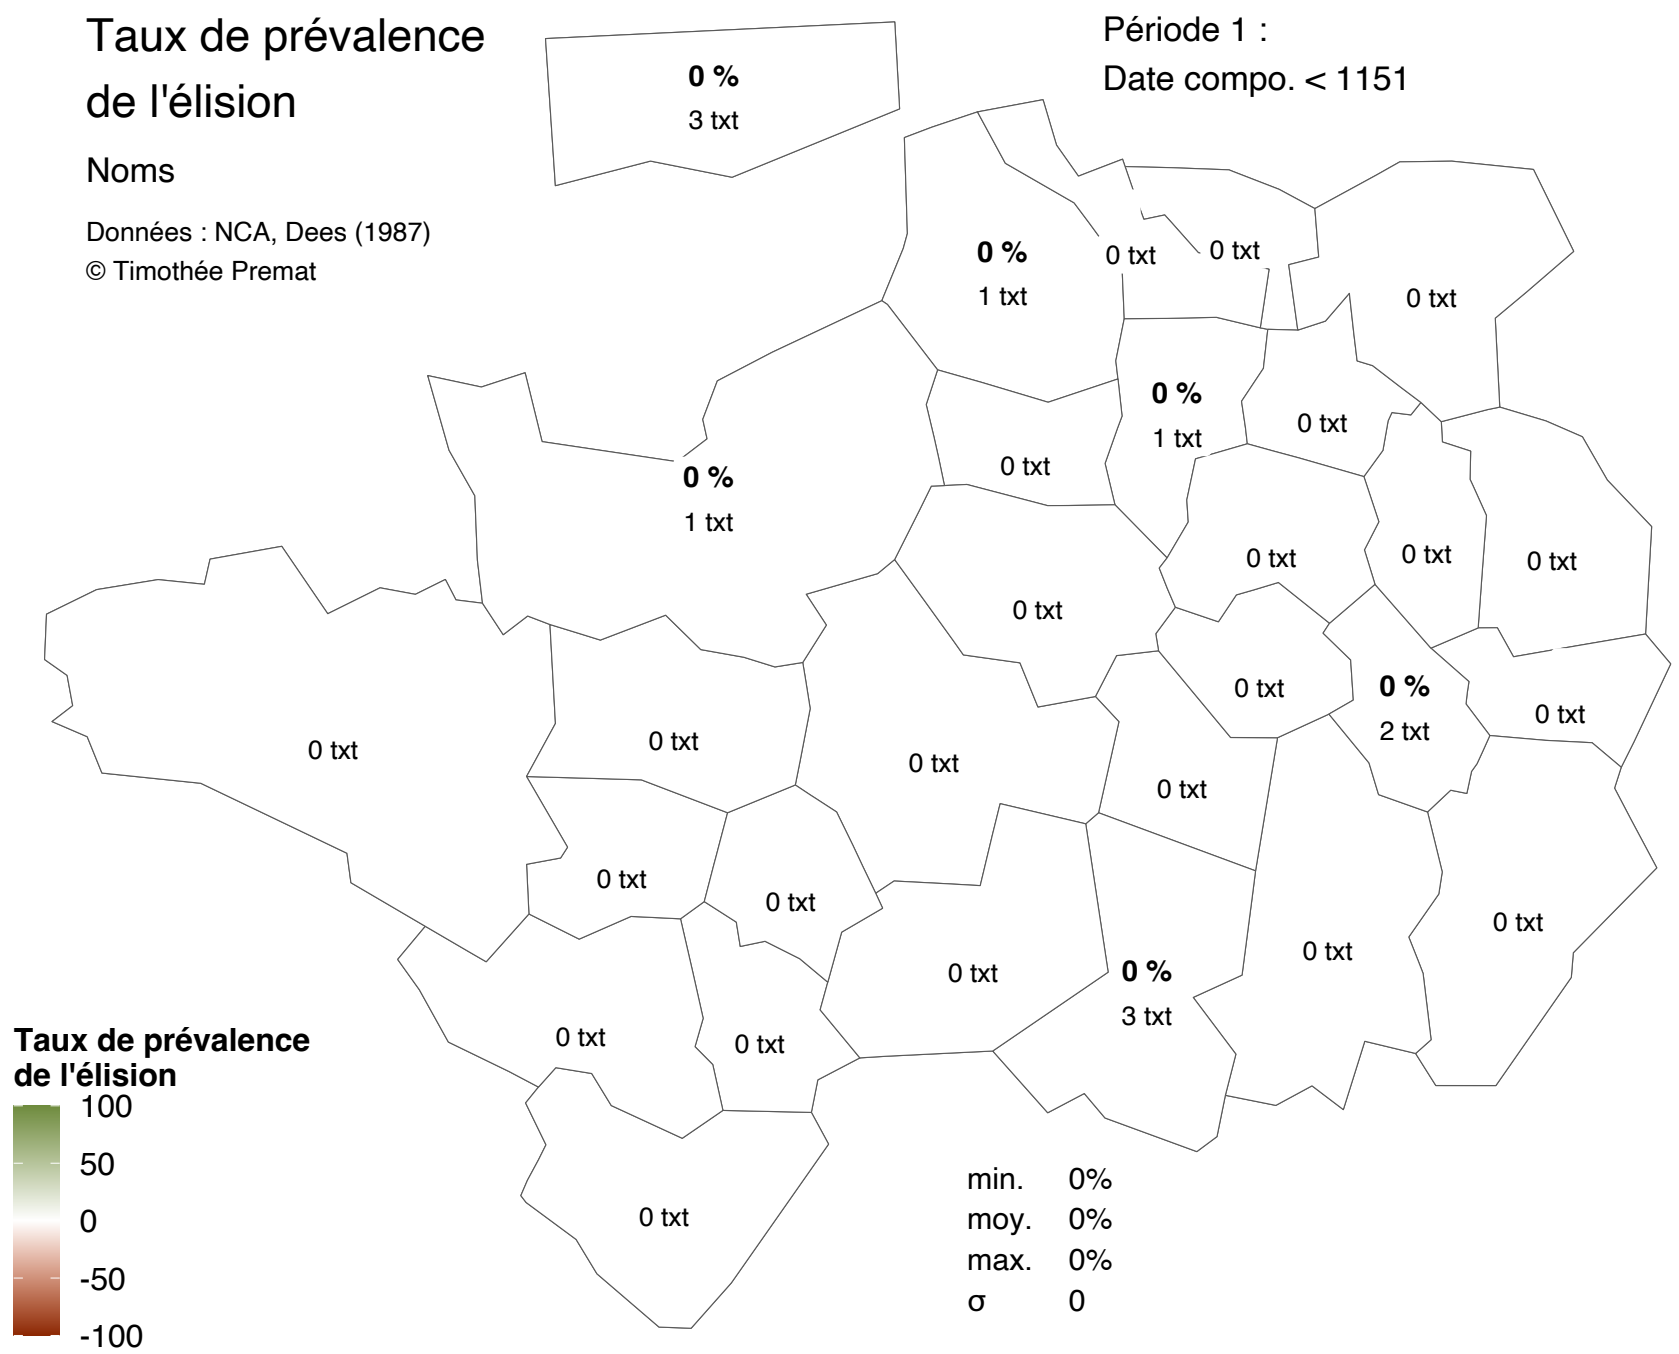 Taux de prévalence
de l'élision
Noms
Données : NCA, Dees (1987)
© Timothée Premat
Période 1 :
Date compo. < 1151
0 %
3 txt
0 %
1 txt
0 txt
0 txt
0 txt
0 %
1 txt
0 txt
0 txt
0 %
1 txt
0 txt
0 txt
0 txt
0 txt
0 txt
0 txt
0 %
2 txt
0 txt
0 txt
0 txt
0 txt
0 txt
0 txt
0 txt
0 txt
0 txt
0 %
3 txt
0 txt
0 txt
0 txt
0 txt
0 txt
Taux de prévalence
de l'élision
100
50
0
-50
-100
min. 0%
moy. 0%
max. 0%
σ 0